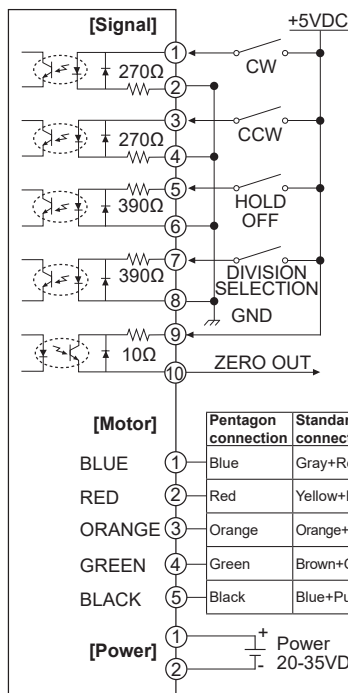 [Signal]
+5VDC
1
CW
270Ω
2
3
CCW
270Ω
4
5
HOLD
OFF
390Ω
6
7
DIVISION
SELECTION
390Ω
8
GND
9
10Ω
10
ZERO OUT
[Motor]
Pentagon connection
BLUE 1 Blue
RED 2 Red
ORANGE 3 Orange
GREEN 4 Green
BLACK 5 Black
[Power]
1
+
Power
2
-